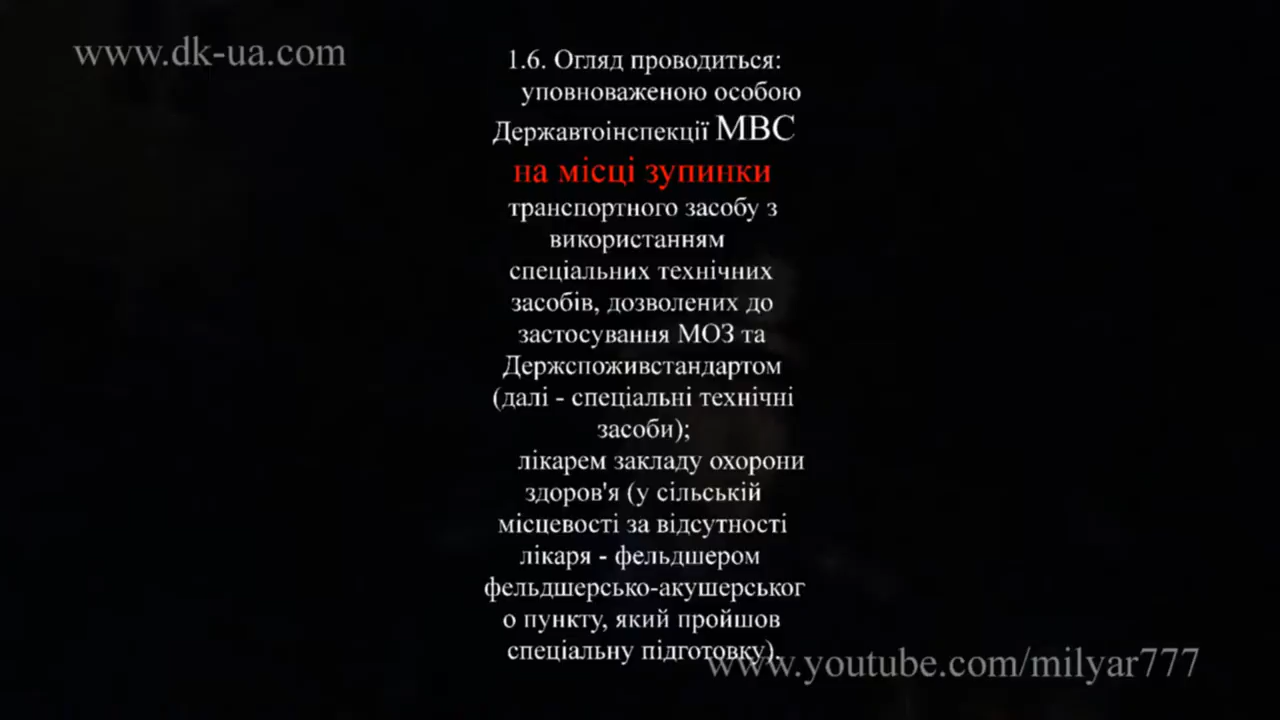 www.dk-ua.com
1.6. Огляд проводиться:
уповноваженою особою
Державтоінспекції МВС
на місці зупинки
транспортного засобу з
використанням
спеціальних технічних
засобів, дозволених до
застосування МОЗ та
Держспоживстандартом
(далі - спеціальні технічні
засоби);
лікарем закладу охорони
здоров'я (у сільській
місцевості за відсутності
лікаря - фельдшером
фельдшерсько-акушерськог
о пункту, який пройшов
спеціальну підготовку).
www.youtube.com/milyar777